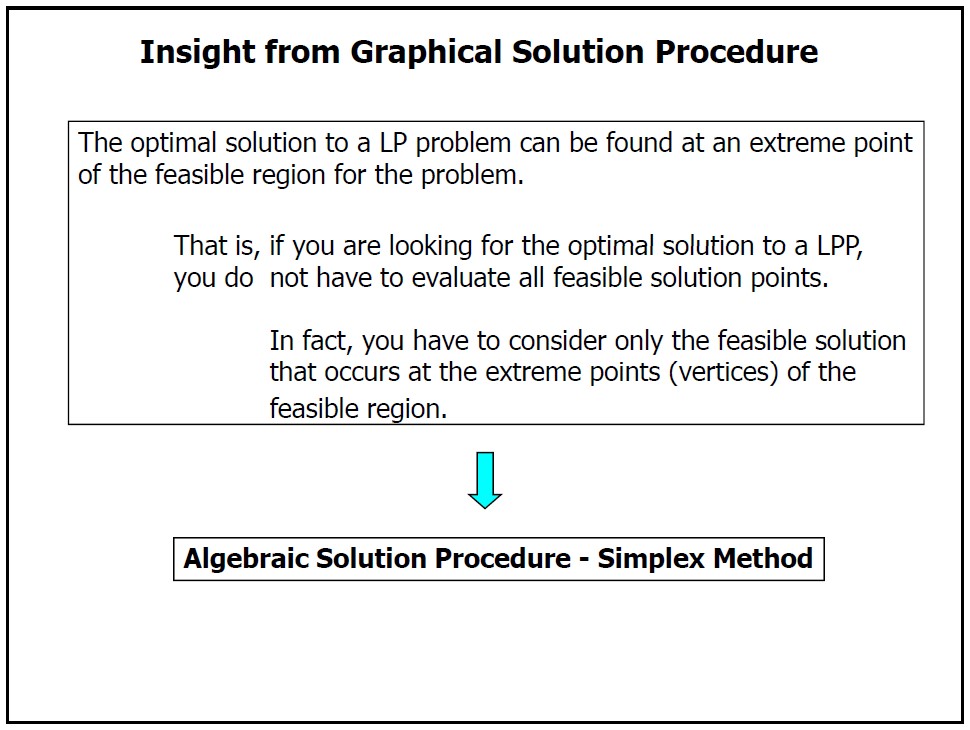 Insight from Graphical Solution Procedure
The optimal solution to a LP problem can be found at an extreme point
of the feasible region for the problem.
That is, if you are looking for the optimal solution to a LPP,
you do  not have to evaluate all feasible solution points.
In fact, you have to consider only the feasible solution
that occurs at the extreme points (vertices) of the
feasible region.
Algebraic Solution Procedure - Simplex Method